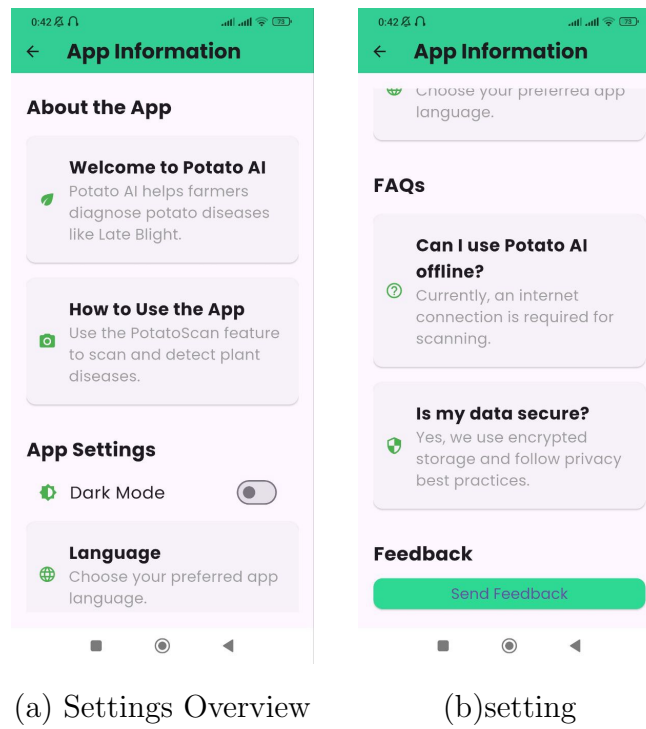 0:42
73
App Information
About the App
Welcome to Potato AI
Potato AI helps farmers
diagnose potato diseases
like Late Blight.
How to Use the App
Use the PotatoScan feature
to scan and detect plant
diseases.
App Settings
Dark Mode
Language
Choose your preferred app
language.
(a) Settings Overview
0:42
73
App Information
Choose your preferred app
language.
FAQs
Can I use Potato AI
offline?
Currently, an internet
connection is required for
scanning.
Is my data secure?
Yes, we use encrypted
storage and follow privacy
best practices.
Feedback
Send Feedback
(b)setting